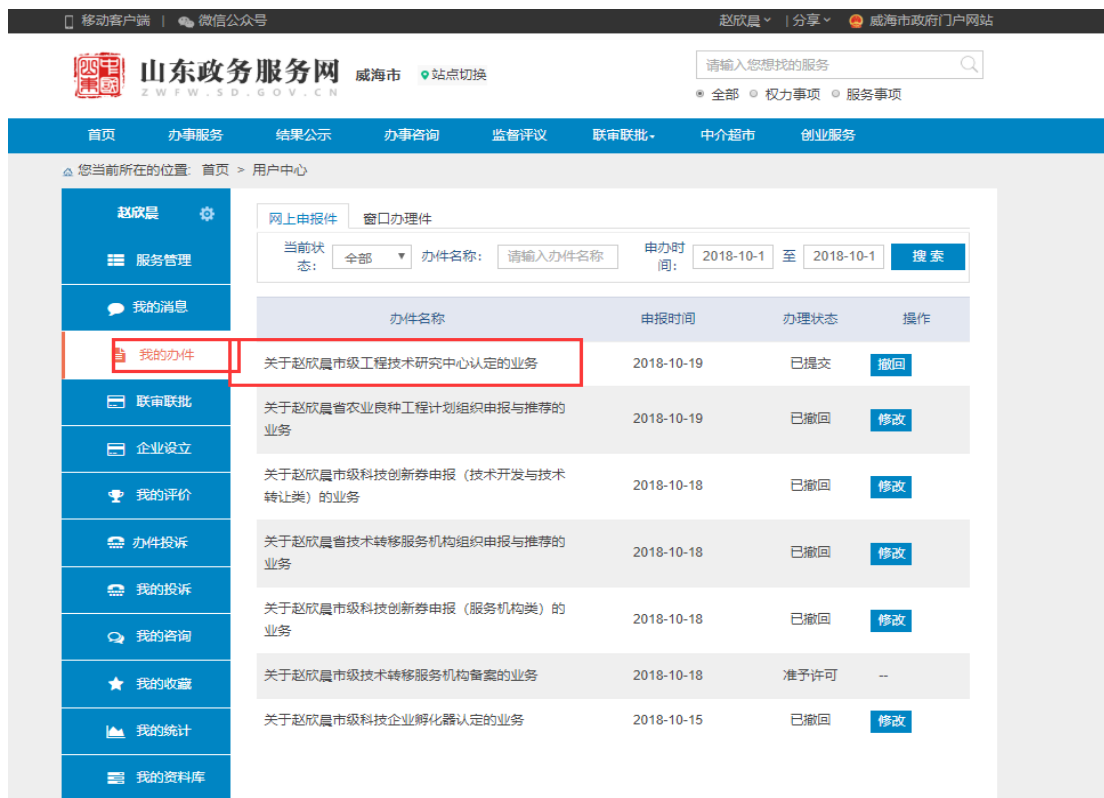 移动客户端 | 微信公众号 赵欣晨 | 分享 威海市政府门户网站
山东政务服务网 威海市 站点切换
ZWFW.SD.GOV.CN
请输入您想找的服务
全部 权力事项 服务事项
首页 办事服务 结果公示 办事咨询 监督评议 联审联批 中介超市 创业服务
您当前所在的位置: 首页 > 用户中心
赵欣晨
服务管理
我的消息
我的办件
联审联批
企业设立
我的评价
办件投诉
我的投诉
我的咨询
我的收藏
我的统计
我的资料库
网上申报件 窗口办理件
当前状态: 全部 办件名称: 请输入办件名称 申办时间: 2018-10-1 至 2018-10-1 搜索
办件名称 申报时间 办理状态 操作
关于赵欣晨市级工程技术研究中心认定的业务 2018-10-19 已提交 撤回
关于赵欣晨省农业良种工程计划组织申报与推荐的
业务 2018-10-19 已撤回 修改
关于赵欣晨市级科技创新券申报（技术开发与技术
转让类）的业务 2018-10-18 已撤回 修改
关于赵欣晨省技术转移服务机构组织申报与推荐的
业务 2018-10-18 已撤回 修改
关于赵欣晨市级科技创新券申报（服务机构类）的
业务 2018-10-18 已撤回 修改
关于赵欣晨市级技术转移服务机构备案的业务 2018-10-18 准予许可 --
关于赵欣晨市级科技企业孵化器认定的业务 2018-10-15 已撤回 修改